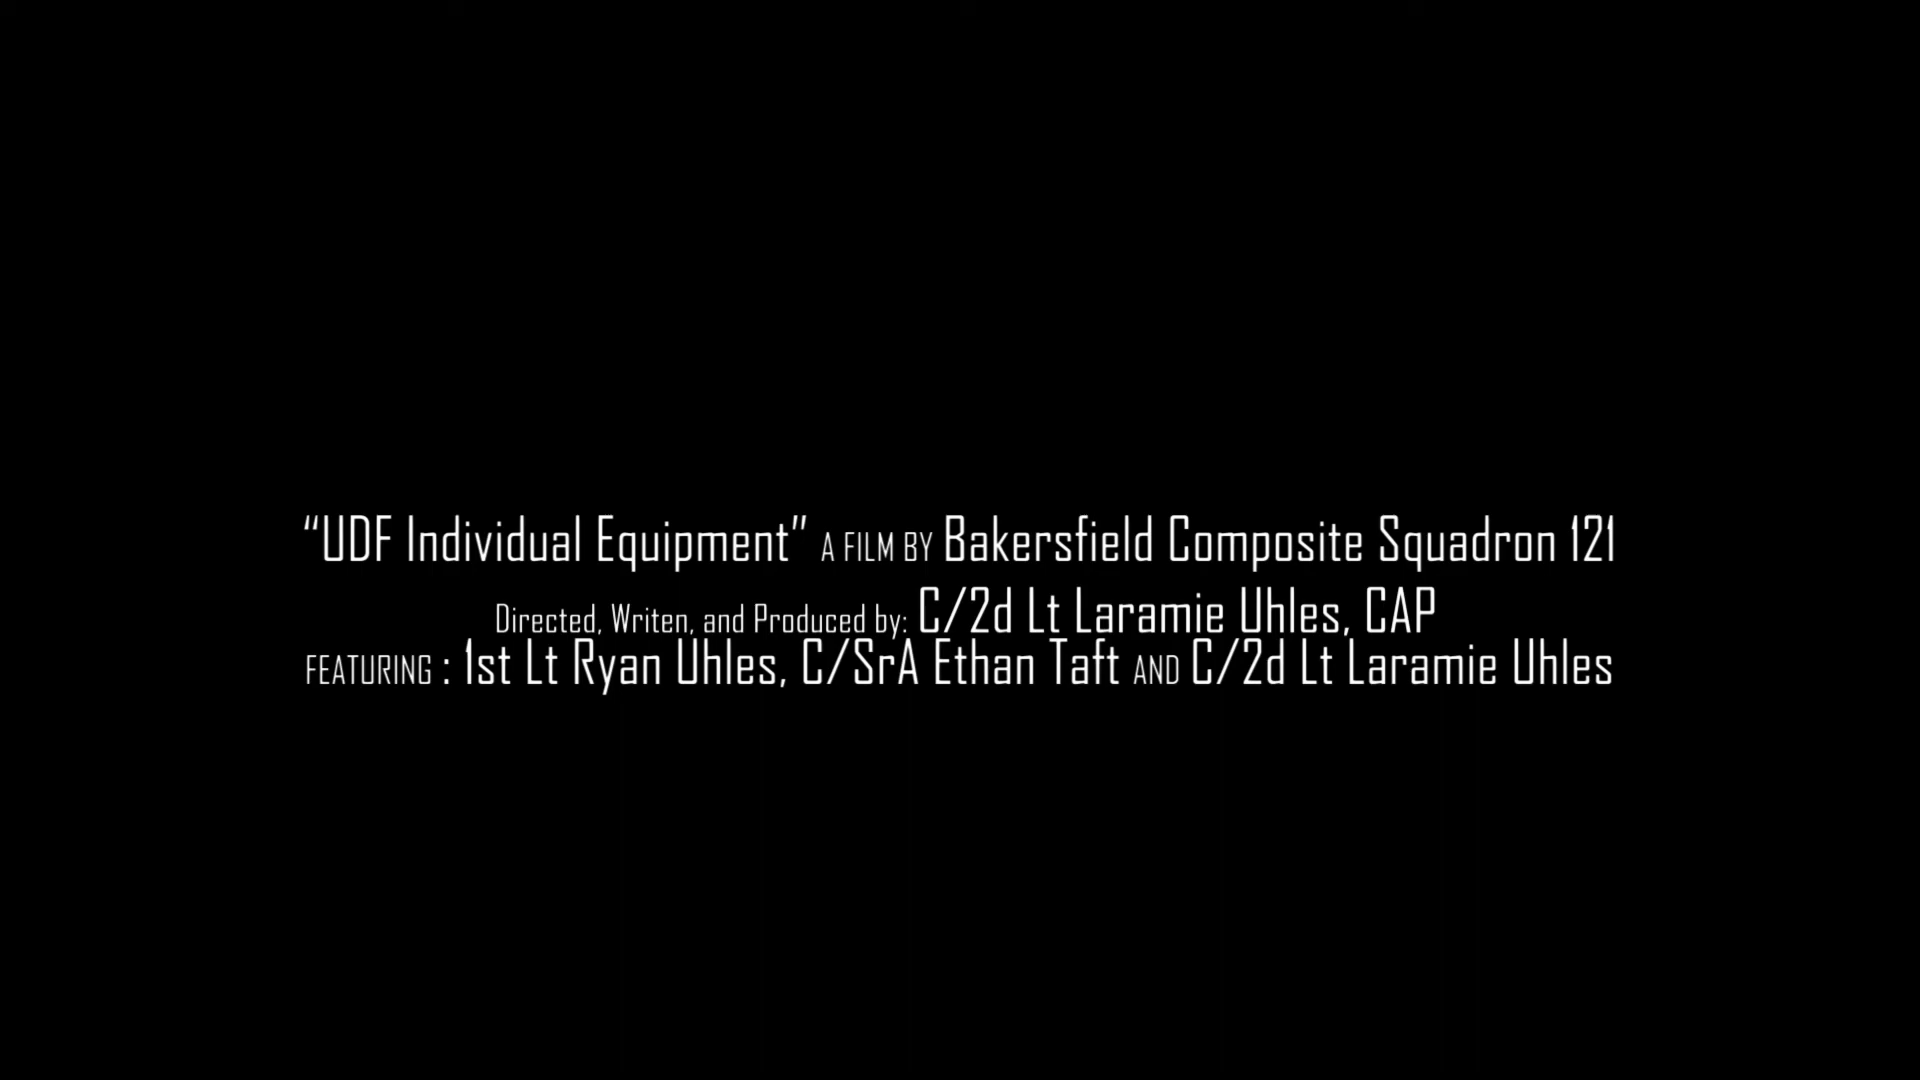 “UDF Individual Equipment” A FILM BY Bakersfield Composite Squadron 121
Directed, Writen, and Produced by: C/2d Lt Laramie Uhles, CAP
FEATURING : 1st Lt Ryan Uhles, C/SrA Ethan Taft AND C/2d Lt Laramie Uhles